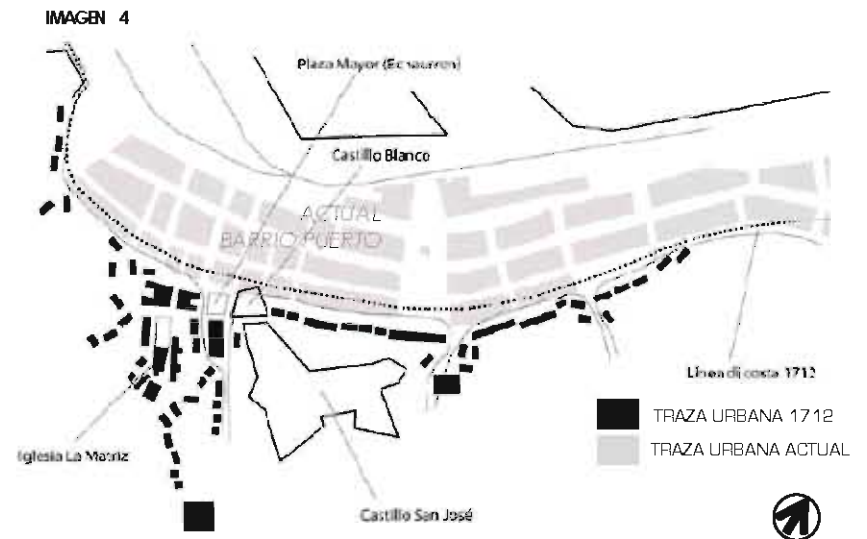 IMAGEN 4
Plaza Mayor (Echaurren)
Castillo Blanco
ACTUAL
BARRIO PUERTO
Línea di costa 1712
TRAZA URBANA 1712
TRAZA URBANA ACTUAL
Iglesia La Matriz
Castillo San José